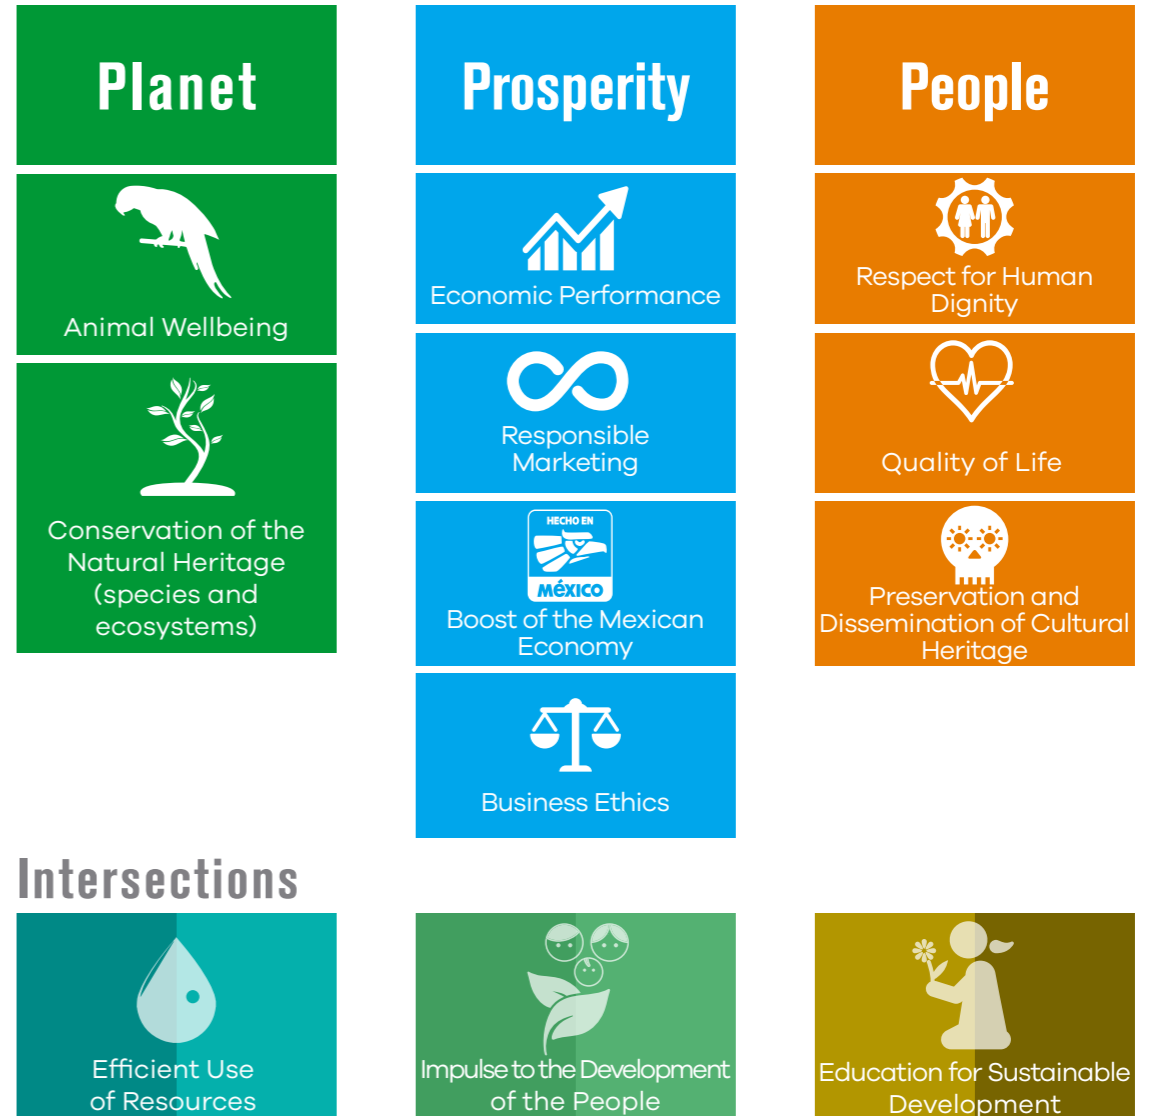 Planet
Animal Wellbeing
Conservation of the
Natural Heritage
(species and
ecosystems)
Prosperity
Economic Performance
Responsible
Marketing
HECHO EN
MéXICO
Boost of the Mexican
Economy
Business Ethics
People
Respect for Human
Dignity
Quality of Life
Preservation and
Dissemination of Cultural
Heritage
Intersections
Efficient Use
of Resources
Impulse to the Development
of the People
Education for Sustainable
Development